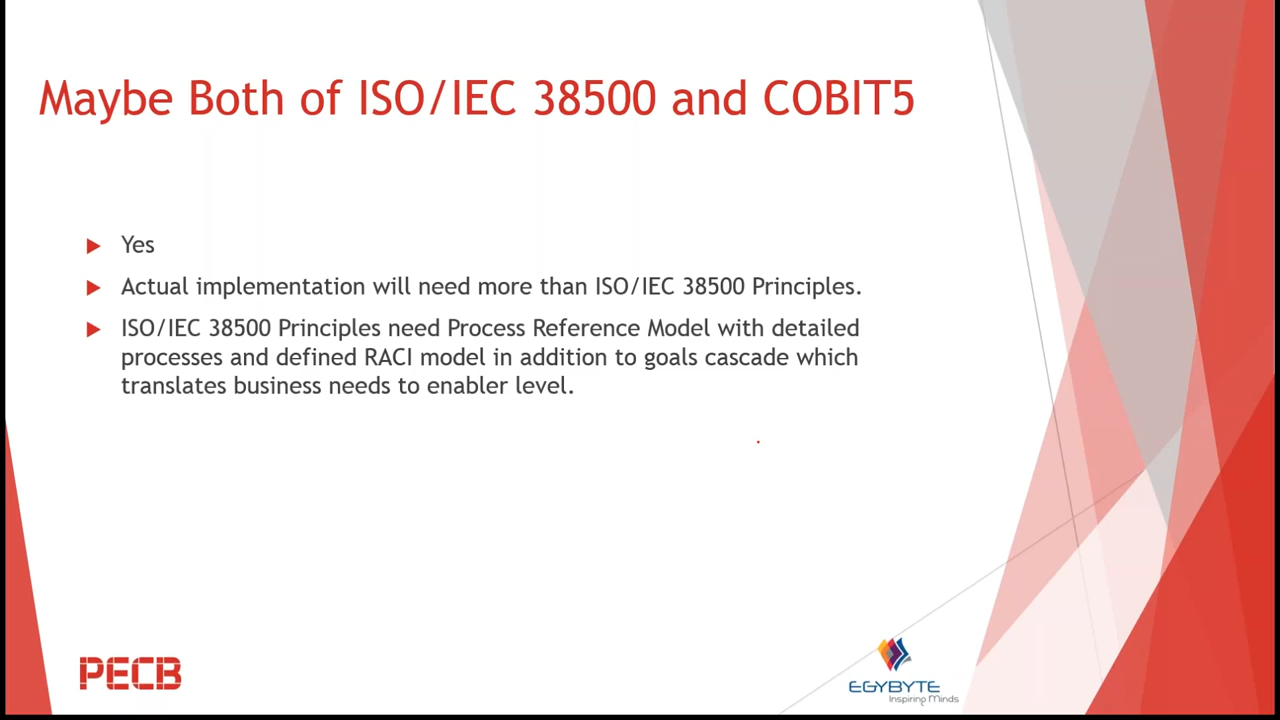 Maybe Both of ISO/IEC 38500 and COBIT5
Yes
Actual implementation will need more than ISO/IEC 38500 Principles.
ISO/IEC 38500 Principles need Process Reference Model with detailed
processes and defined RACI model in addition to goals cascade which
translates business needs to enabler level.
PECB
EGYBYTE
Inspiring Minds